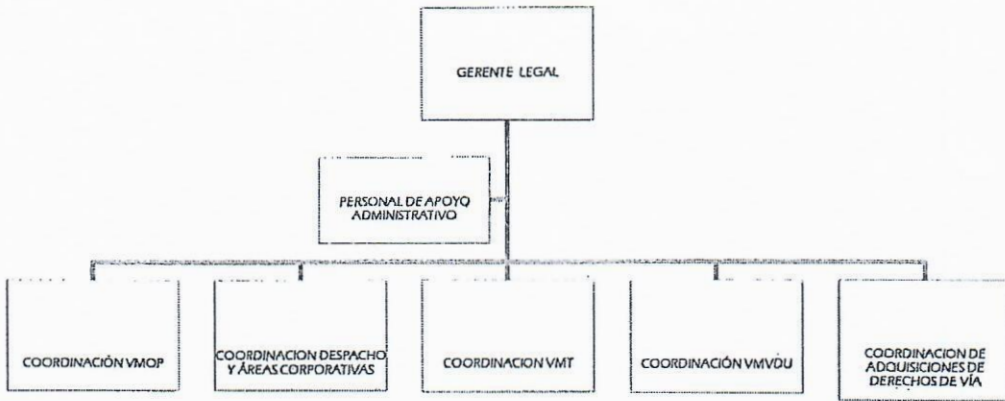 GERENTE LEGAL
PERSONAL DE APOYO
ADMINISTRATIVO
COORDINACIÓN VMOP
COORDINACION DESPACHO
Y ÁREAS CORPORATIVAS
COORDINACION VMT
COORDINACIÓN VMVDU
COORDINACION DE
ADQUISICIONES DE
DERECHOS DE VÍA